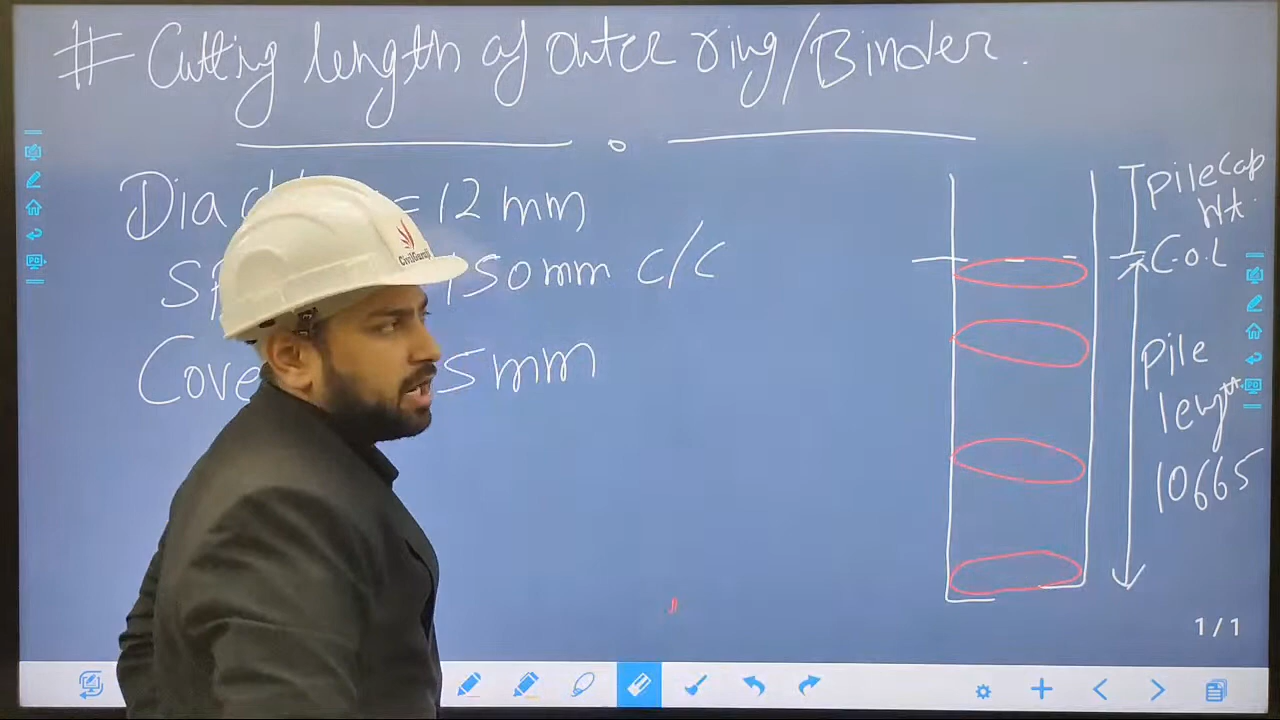 # Cutting length of outer ring/Binder.
Dia = 12 mm
150mm c/c
5mm
CivilGuruji
pile cap
ht.
C.O.L
pile
length
10665
1/1